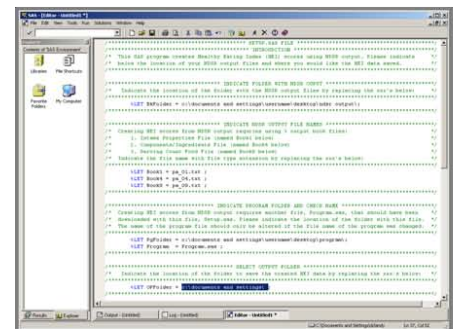 SAS - [Editor - Untitled1 *]
File Edit View Tools Run Solutions Window Help
Contents of 'SAS Environment'
Libraries
File Shortcuts
Favorite Folders
My Computer
SETUP.SAS FILE
INTRODUCTION
This SAS program creates Healthy Eating Index (HEI) scores using NDSR output. Please indicate
below the location of your NDSR output files and where you would like the HEI data saved.
INDICATE FOLDER WITH NDSR OUTPUT
Indicate the location of the folder with the NDSR output files by replacing the xxx's below:
%LET INFolder = c:\documents and settings\username\desktop\ndsr output\;
INDICATE NDSR OUTPUT FILE NAMES
Creating HEI scores from NDSR output requires using 3 output book files:
1. Intake Properties File (named Book1 below)
2. Components/Ingredients File (named Book4 below)
3. Serving Count Food File (named Book9 below)
Indicate the file name with file type extension by replacing the xxx's below:
%LET Book1 = pa_01.txt ;
%LET Book4 = pa_04.txt ;
%LET Book9 = pa_09.txt ;
INDICATE PROGRAM FOLDER AND CHECK NAME
Creating HEI scores from NDSR output requires another file, Program.sas, that should have been
downloaded with this file, Setup.sas. Please indicate the location of the folder with this file.
The name of the program file should only be altered if the file name of the program was changed.
%LET PgFolder = c:\documents and settings\username\desktop\program\;
%LET Program = Program.sas ;
SELECT OUTPUT FOLDER
Indicate the location of the folder to save the created HEI data by replacing the xxx's below:
%LET OPFolder = c:\documents and settings\
Results
Explorer
Output - (Untitled)
Log - (Untitled)
Editor - Untitled1 *
Ln 37, Col 52